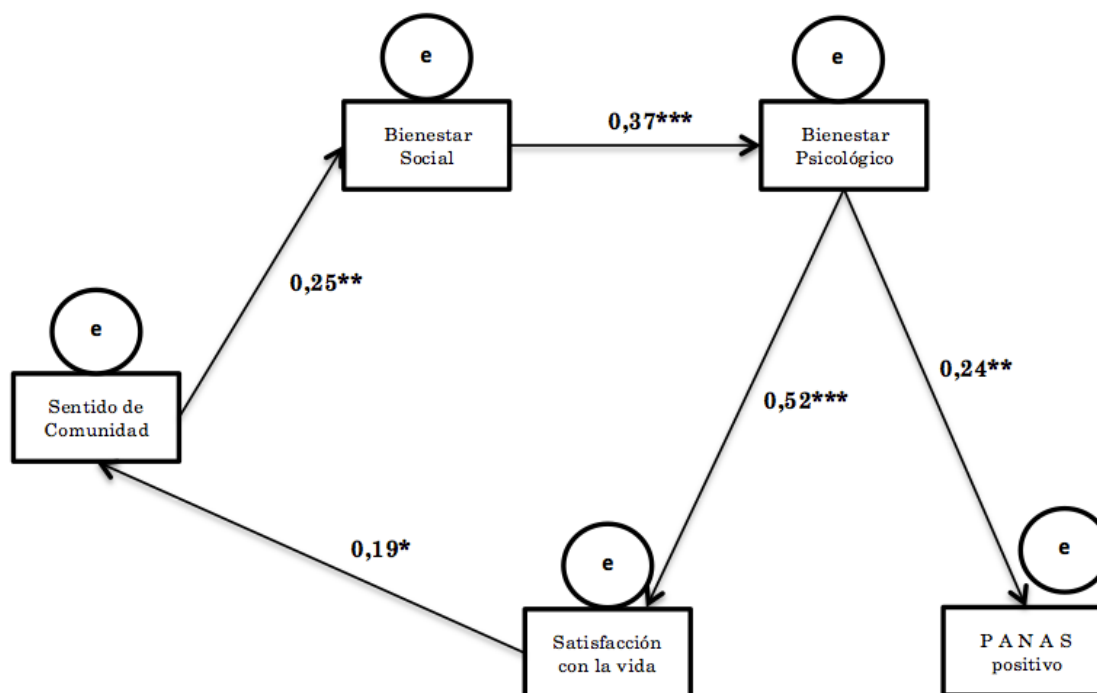 e
e
Bienestar
Social
0,37***
Bienestar
Psicológico
0,25**
e
Sentido de
Comunidad
0,24**
0,52***
0,19*
e
e
Satisfacción
con la vida
P A N A S
positivo